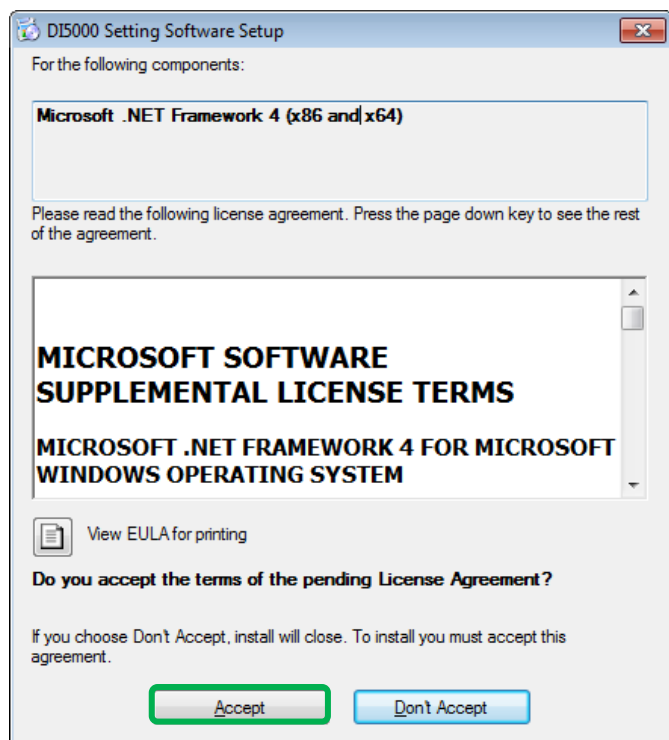 DI5000 Setting Software Setup
For the following components:
Microsoft .NET Framework 4 (x86 and x64)
Please read the following license agreement. Press the page down key to see the rest
of the agreement.
MICROSOFT SOFTWARE
SUPPLEMENTAL LICENSE TERMS
MICROSOFT .NET FRAMEWORK 4 FOR MICROSOFT
WINDOWS OPERATING SYSTEM
View EULA for printing
Do you accept the terms of the pending License Agreement?
If you choose Don't Accept, install will close. To install you must accept this
agreement.
Accept
Don't Accept